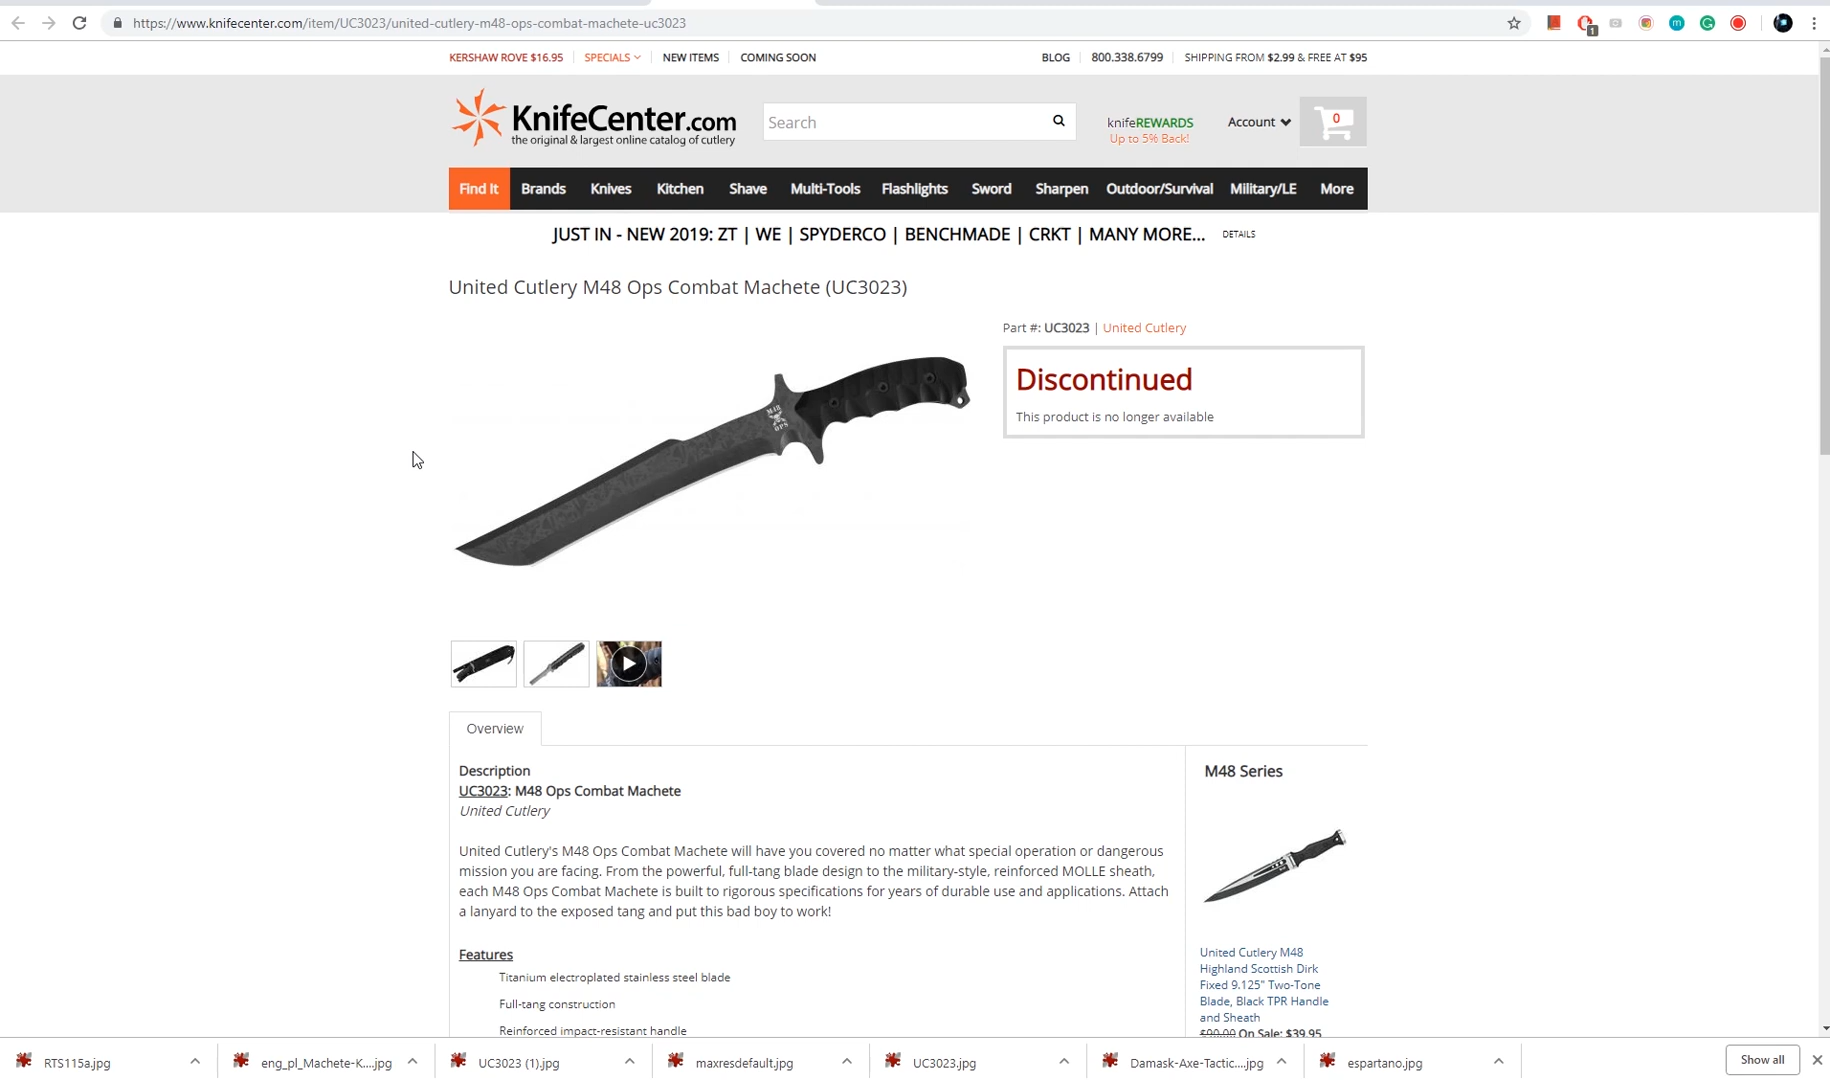 https://www.knifecenter.com/item/UC3023/united-cutlery-m48-ops-combat-machete-uc3023
1
m
G
KERSHAW ROVE $16.95
SPECIALS
NEW ITEMS
COMING SOON
BLOG
800.338.6799
SHIPPING FROM $2.99 & FREE AT $95
KnifeCenter.com
the original & largest online catalog of cutlery
Search
knifeREWARDS
Up to 5% Back!
Account
0
Find It
Brands
Knives
Kitchen
Shave
Multi-Tools
Flashlights
Sword
Sharpen
Outdoor/Survival
Military/LE
More
JUST IN - NEW 2019: ZT | WE | SPYDERCO | BENCHMADE | CRKT | MANY MORE... DETAILS
United Cutlery M48 Ops Combat Machete (UC3023)
Part #: UC3023 | United Cutlery
Discontinued
This product is no longer available
M48
OPS
Overview
Description
UC3023: M48 Ops Combat Machete
United Cutlery
United Cutlery's M48 Ops Combat Machete will have you covered no matter what special operation or dangerous
mission you are facing. From the powerful, full-tang blade design to the military-style, reinforced MOLLE sheath,
each M48 Ops Combat Machete is built to rigorous specifications for years of durable use and applications. Attach
a lanyard to the exposed tang and put this bad boy to work!
Features
Titanium electroplated stainless steel blade
Full-tang construction
Reinforced impact-resistant handle
M48 Series
United Cutlery M48
Highland Scottish Dirk
Fixed 9.125" Two-Tone
Blade, Black TPR Handle
and Sheath
$90.00 On Sale: $39.95
RTS115a.jpg
eng_pl_Machete-K....jpg
UC3023 (1).jpg
maxresdefault.jpg
UC3023.jpg
Damask-Axe-Tactic....jpg
espartano.jpg
Show all